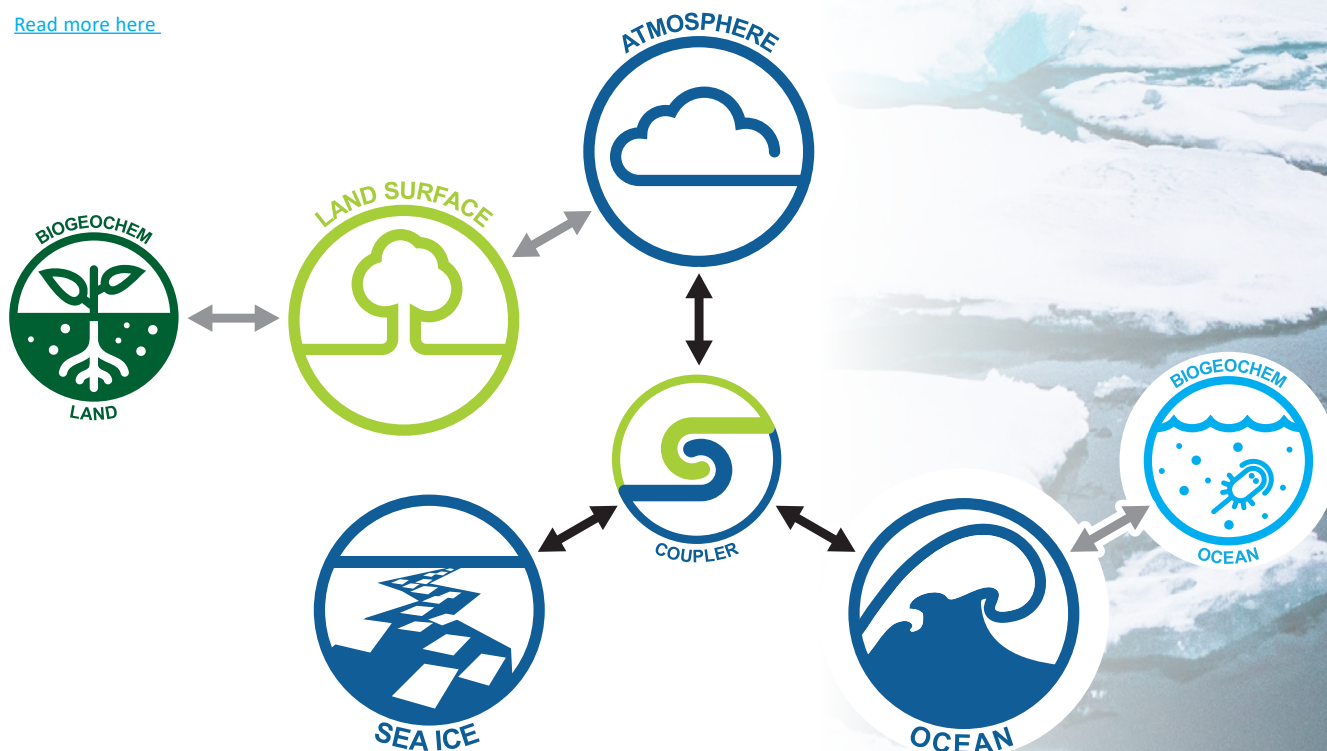 Read more here
ATMOSPHERE
LAND SURFACE
BIOGEOCHEM
LAND
COUPLER
BIOGEOCHEM
OCEAN
SEA ICE
OCEAN